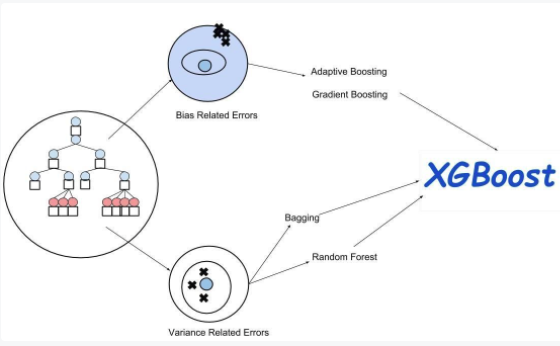 Adaptive Boosting
Gradient Boosting
Bias Related Errors
XGBoost
Bagging
Random Forest
Variance Related Errors